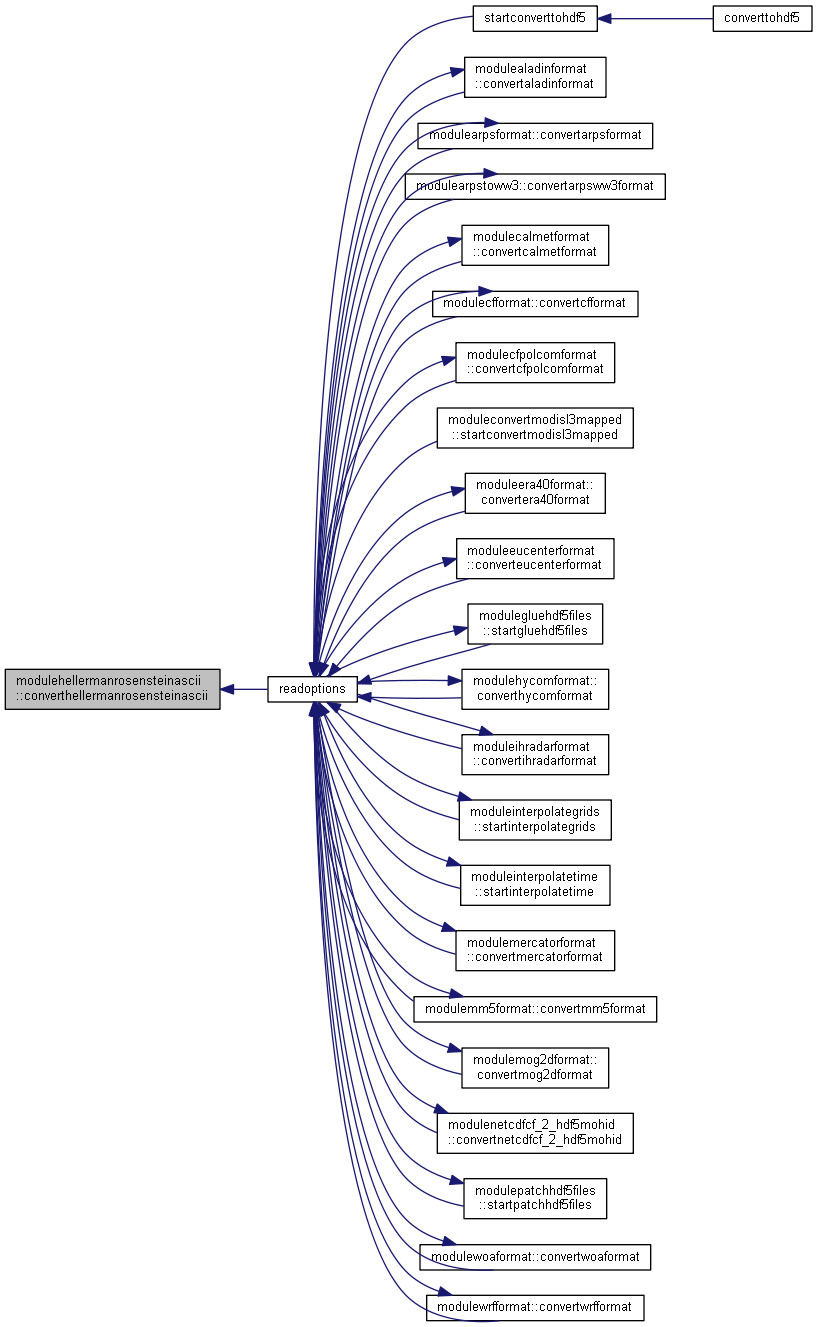 startconverttohdf5
converttohdf5
modulealadinformat
::convertaladinformat
modulearpsformat::convertarpsformat
modulearpstoww3::convertarpsww3format
modulecalmetformat
::convertcalmetformat
modulecfformat::convertcfformat
modulecfpolcomformat
::convertcfpolcomformat
moduleconvertmodisl3mapped
::startconvertmodisl3mapped
moduleera40format::
convertera40format
moduleeucenterformat
::converteucenterformat
modulegluehdf5files
::startgluehdf5files
modulehellermanrosensteinascii
::converthellermanrosensteinascii
readoptions
modulehycomformat::
converthycomformat
moduleihradarformat
::convertihradarformat
moduleinterpolategrids
::startinterpolategrids
moduleinterpolatetime
::startinterpolatetime
modulemercatorformat
::convertmercatorformat
modulemm5format::convertmm5format
modulemog2dformat::
convertmog2dformat
modulenetcdfcf_2_hdf5mohid
::convertnetcdfcf_2_hdf5mohid
modulepatchhdf5files
::startpatchhdf5files
modulewoaformat::convertwoaformat
modulewrfformat::convertwrfformat